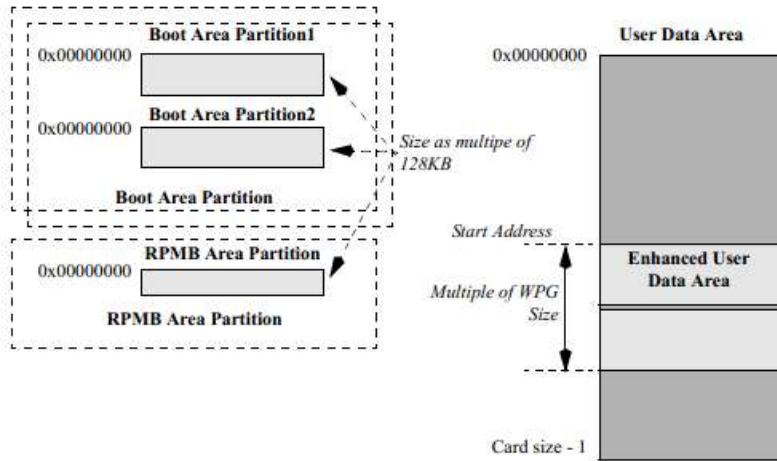 Boot Area Partition1
0x00000000
Boot Area Partition2
0x00000000
Size as multipe of
128KB
Boot Area Partition
RPMB Area Partition
0x00000000
RPMB Area Partition
User Data Area
0x00000000
Start Address
Enhanced User
Data Area
Multiple of WPG
Size
Card size - 1